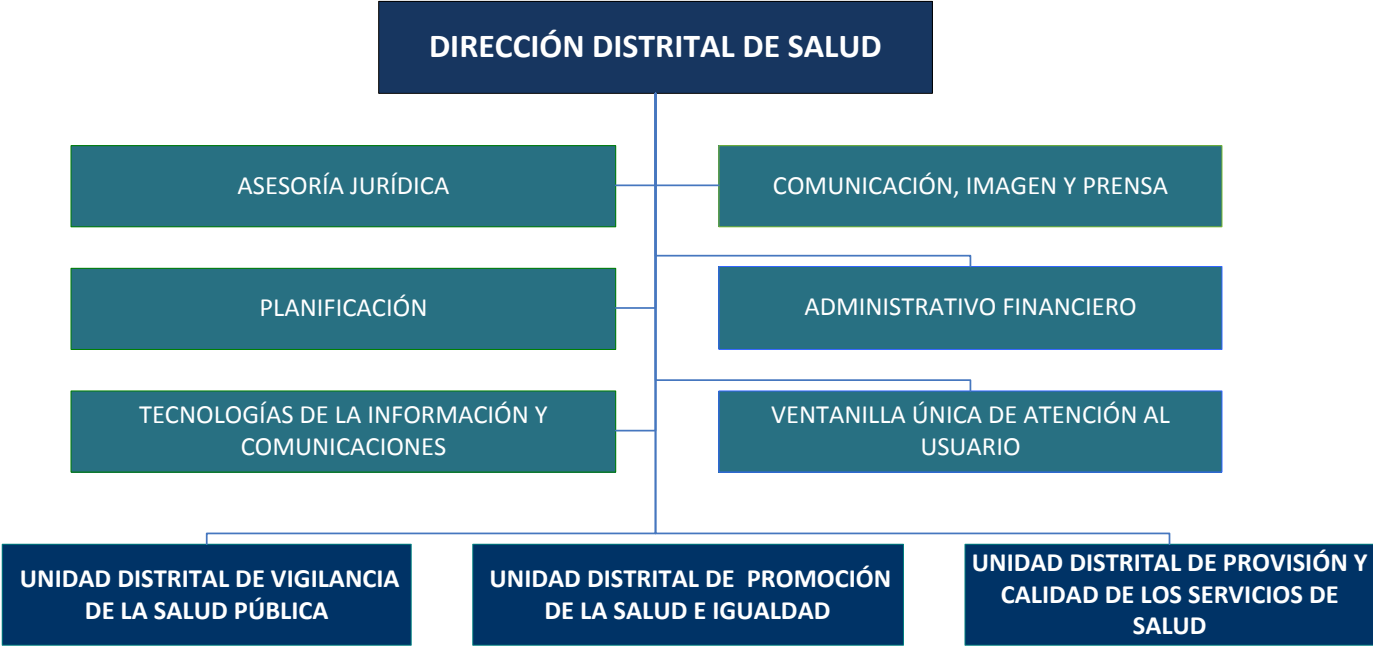 DIRECCIÓN DISTRITAL DE SALUD
ASESORÍA JURÍDICA
COMUNICACIÓN, IMAGEN Y PRENSA
PLANIFICACIÓN
ADMINISTRATIVO FINANCIERO
TECNOLOGÍAS DE LA INFORMACIÓN Y
COMUNICACIONES
VENTANILLA ÚNICA DE ATENCIÓN AL
USUARIO
UNIDAD DISTRITAL DE VIGILANCIA
DE LA SALUD PÚBLICA
UNIDAD DISTRITAL DE PROMOCIÓN
DE LA SALUD E IGUALDAD
UNIDAD DISTRITAL DE PROVISIÓN Y
CALIDAD DE LOS SERVICIOS DE
SALUD